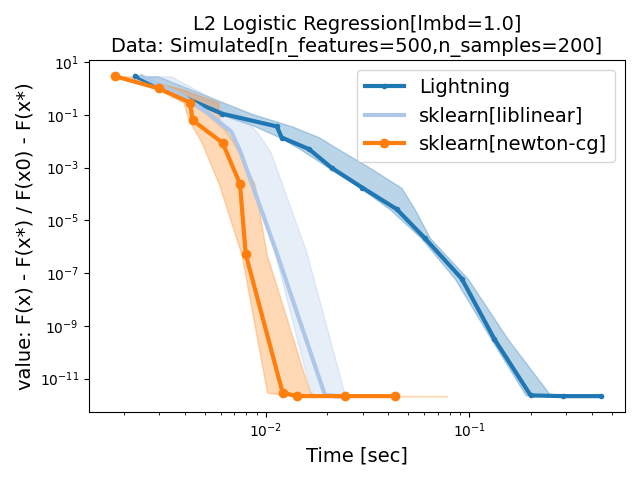 L2 Logistic Regression[lmbd=1.0]
Data: Simulated[n_features=500,n_samples=200]
value: F(x) - F(x*) / F(x0) - F(x*)
10¹
10⁻¹
10⁻³
10⁻⁵
10⁻⁷
10⁻⁹
10⁻¹¹
Lightning
sklearn[liblinear]
sklearn[newton-cg]
10⁻² 10⁻¹
Time [sec]